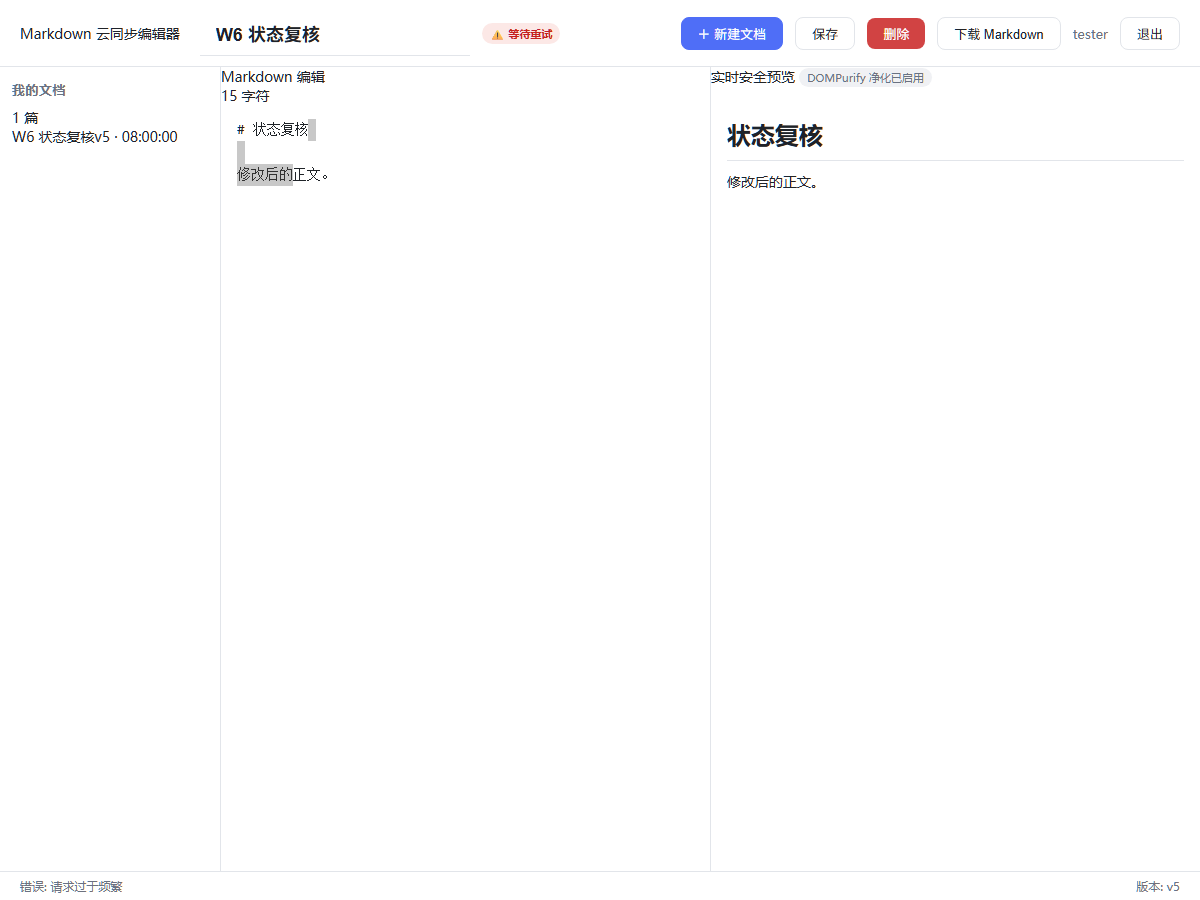 Markdown 云同步编辑器
W6 状态复核
⚠️ 等待重试
＋ 新建文档
保存
删除
下载 Markdown
tester
退出
我的文档
1 篇
W6 状态复核v5 · 08:00:00
Markdown 编辑
15 字符
# 状态复核
修改后的正文。
实时安全预览 DOMPurify 净化已启用
状态复核
修改后的正文。
错误: 请求过于频繁
版本: v5